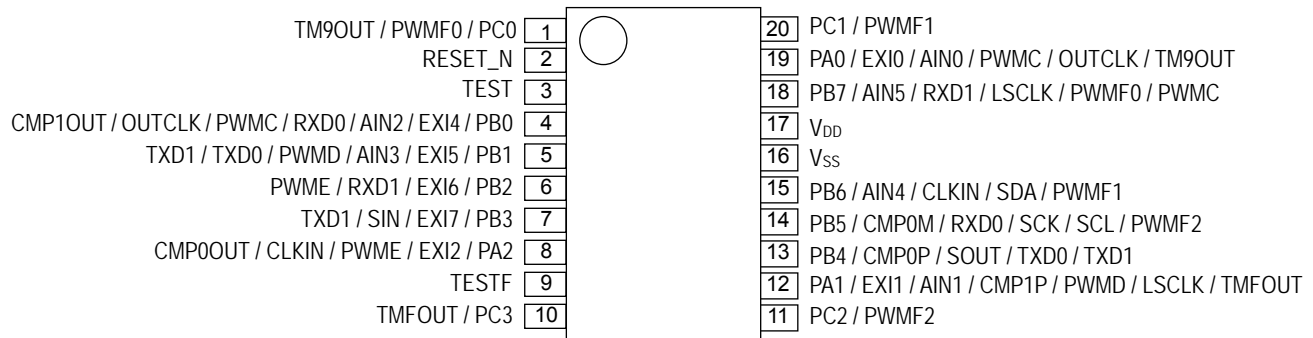 TM9OUT / PWMF0 / PC0 1
RESET_N 2
TEST 3
CMP1OUT / OUTCLK / PWMC / RXD0 / AIN2 / EXI4 / PB0 4
TXD1 / TXD0 / PWMD / AIN3 / EXI5 / PB1 5
PWME / RXD1 / EXI6 / PB2 6
TXD1 / SIN / EXI7 / PB3 7
CMP0OUT / CLKIN / PWME / EXI2 / PA2 8
TESTF 9
TMFOUT / PC3 10
20 PC1 / PWMF1
19 PA0 / EXI0 / AIN0 / PWMC / OUTCLK / TM9OUT
18 PB7 / AIN5 / RXD1 / LSCLK / PWMF0 / PWMC
17 VDD
16 VSS
15 PB6 / AIN4 / CLKIN / SDA / PWMF1
14 PB5 / CMP0M / RXD0 / SCK / SCL / PWMF2
13 PB4 / CMP0P / SOUT / TXD0 / TXD1
12 PA1 / EXI1 / AIN1 / CMP1P / PWMD / LSCLK / TMFOUT
11 PC2 / PWMF2